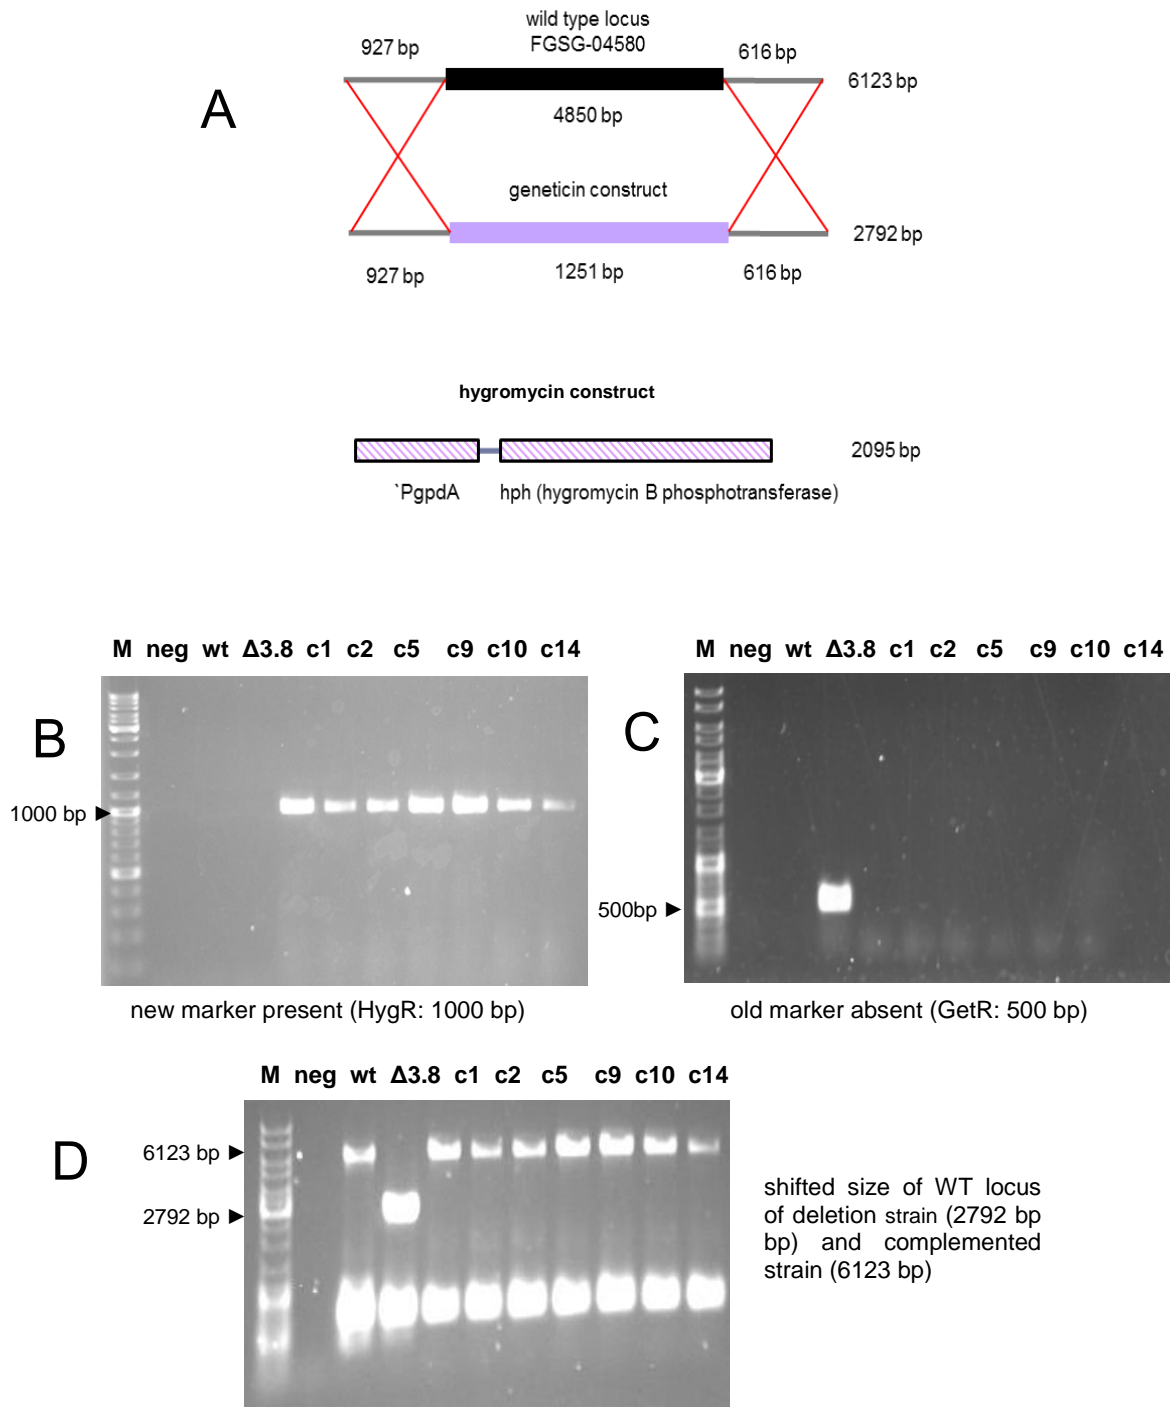 wild type locus
FGSG-04580
927 bp
616 bp
6123 bp
A
4850 bp
geneticin construct
2792 bp
927 bp
1251 bp
616 bp
hygromycin construct
2095 bp
`PgpdA
hph (hygromycin B phosphotransferase)
M neg wt Δ3.8 c1 c2 c5 c9 c10 c14
B
1000 bp
new marker present (HygR: 1000 bp)
M neg wt Δ3.8 c1 c2 c5 c9 c10 c14
C
500bp
old marker absent (GetR: 500 bp)
M neg wt Δ3.8 c1 c2 c5 c9 c10 c14
D
6123 bp
2792 bp
shifted size of WT locus
of deletion strain (2792 bp
bp) and complemented
strain (6123 bp)